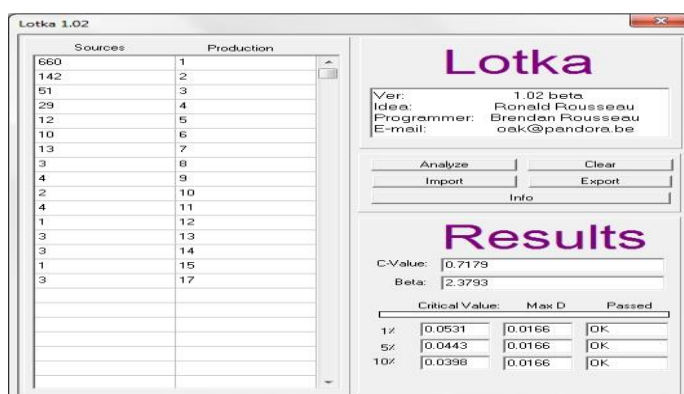 Lotka 1.02
Sources Production
660 1
142 2
51 3
29 4
12 5
10 6
13 7
3 8
4 9
2 10
4 11
1 12
3 13
3 14
1 15
3 17
Lotka
Ver: 1.02 beta
Idea: Ronald Rousseau
Programmer: Brendan Rousseau
E-mail: oak@pandora.be
Analyze Clear
Import Export
Info
Results
C-Value: 0.7179
Beta: 2.3793
Critical Value: Max D Passed
1% 0.0531 0.0166 OK
5% 0.0443 0.0166 OK
10% 0.0398 0.0166 OK